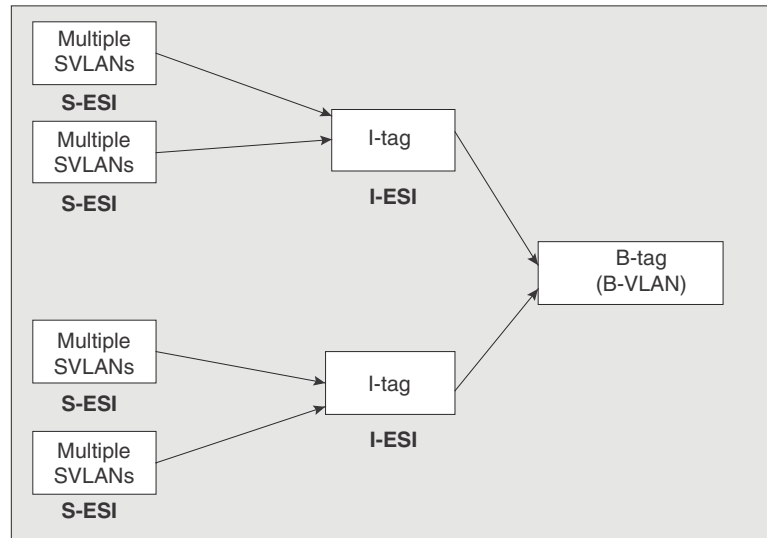 Multiple
SVLANs
S-ESI
Multiple
SVLANs
S-ESI
I-tag
I-ESI
B-tag
(B-VLAN)
Multiple
SVLANs
S-ESI
Multiple
SVLANs
S-ESI
I-tag
I-ESI